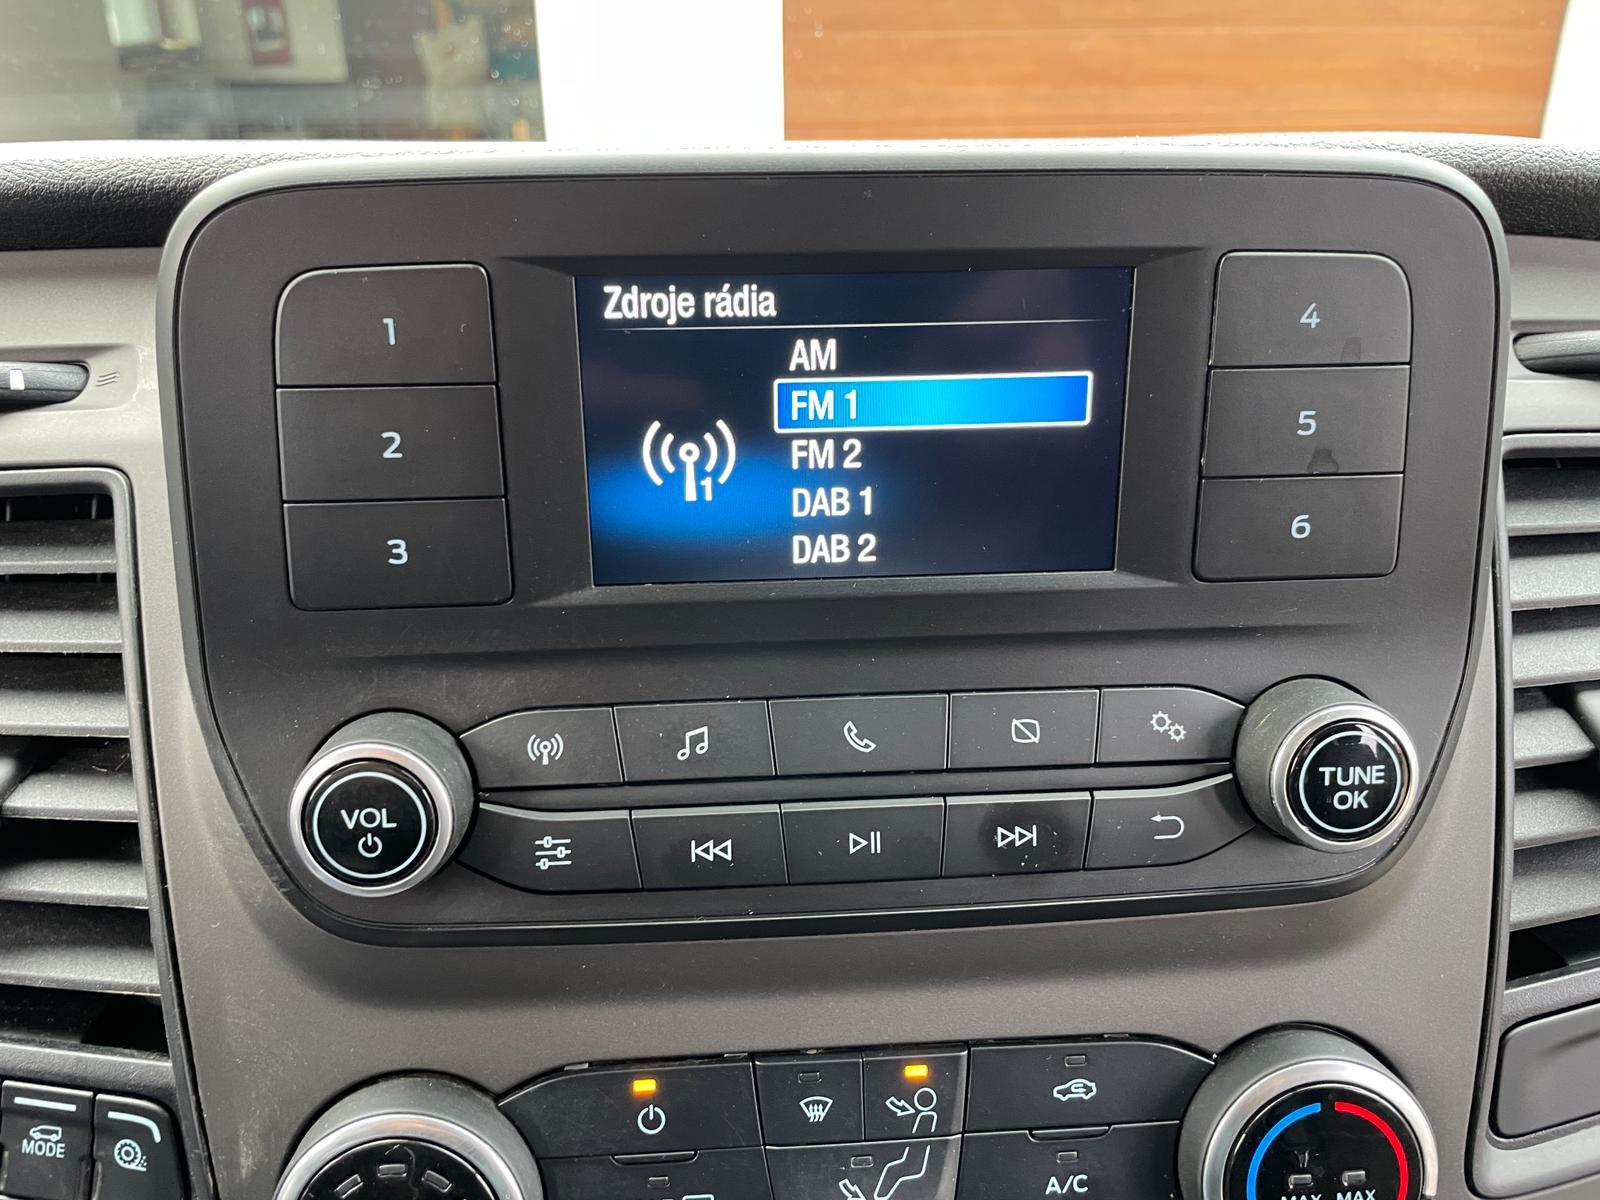 Zdroje rádia
AM
FM 1
FM 2
DAB 1
DAB 2
1
1
2
3
4
5
6
VOL
TUNE
OK
MODE
A/C
MAX MAX